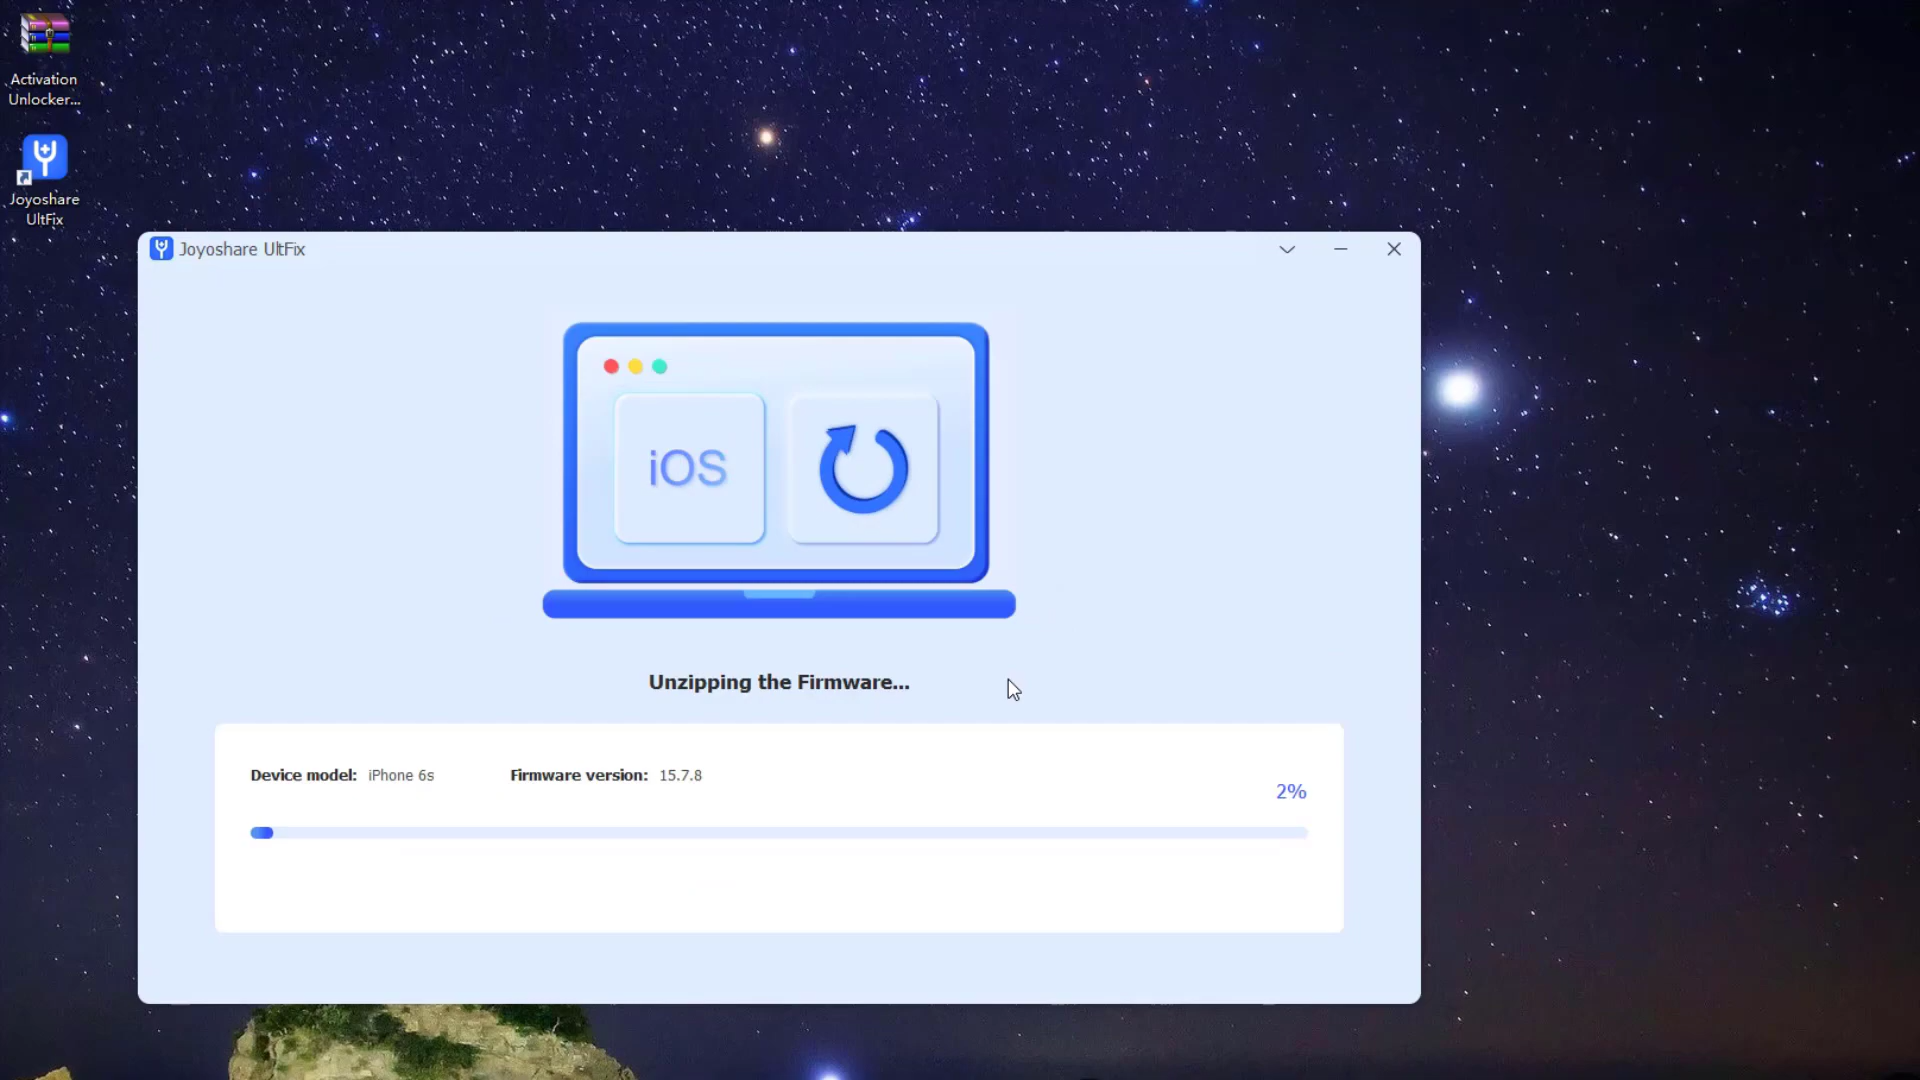 Activation
Unlocker...
Joyoshare
UltFix
Joyoshare UltFix
iOS
Unzipping the Firmware...
Device model: iPhone 6s Firmware version: 15.7.8
2%